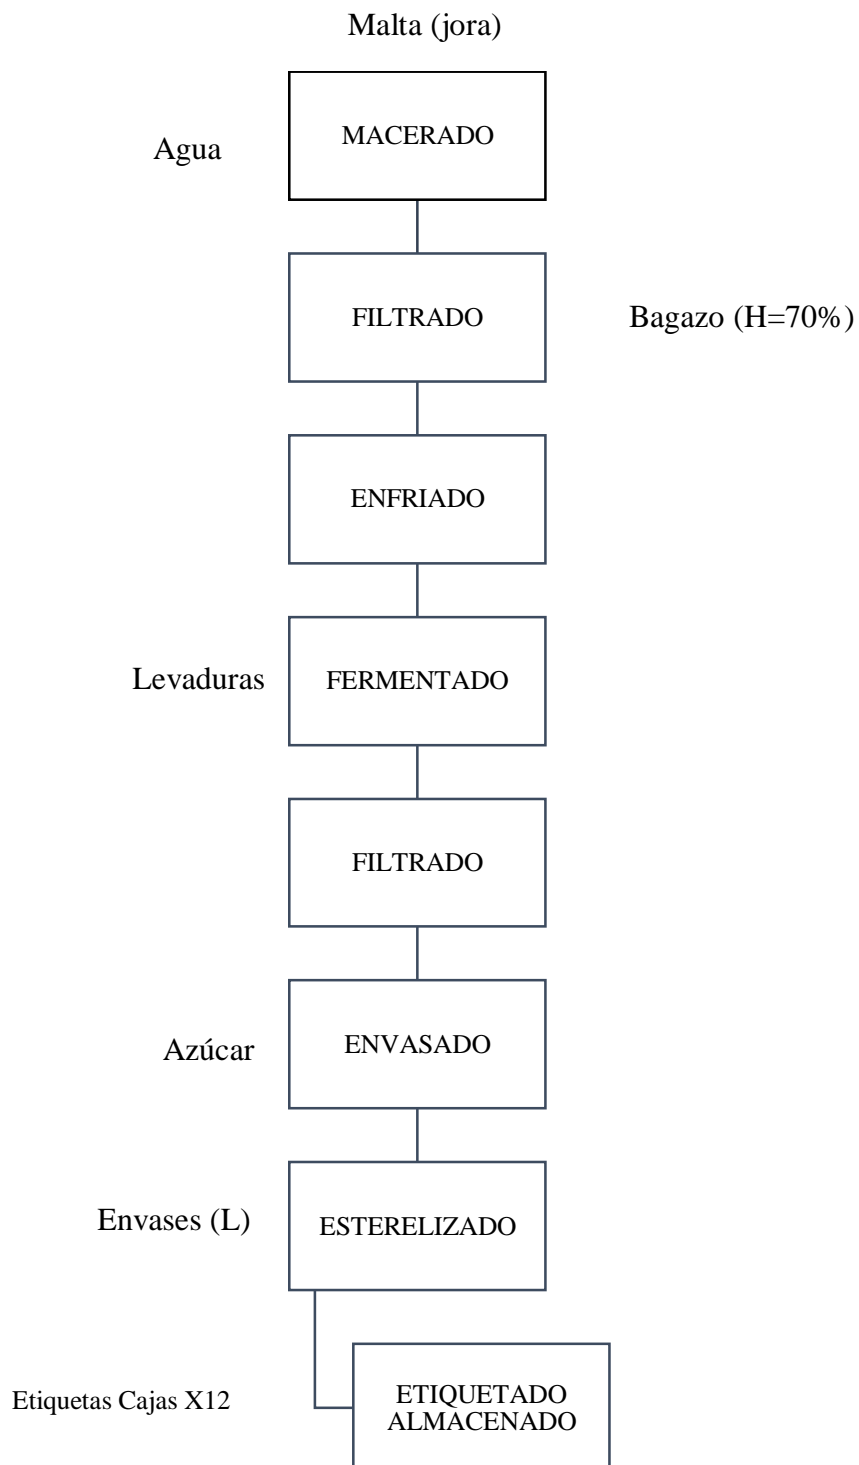 Malta (jora)
MACERADO
Agua
FILTRADO
Bagazo (H=70%)
ENFRIADO
Levaduras
FERMENTADO
FILTRADO
Azúcar
ENVASADO
Envases (L)
ESTERELIZADO
Etiquetas Cajas X12
ETIQUETADO
ALMACENADO